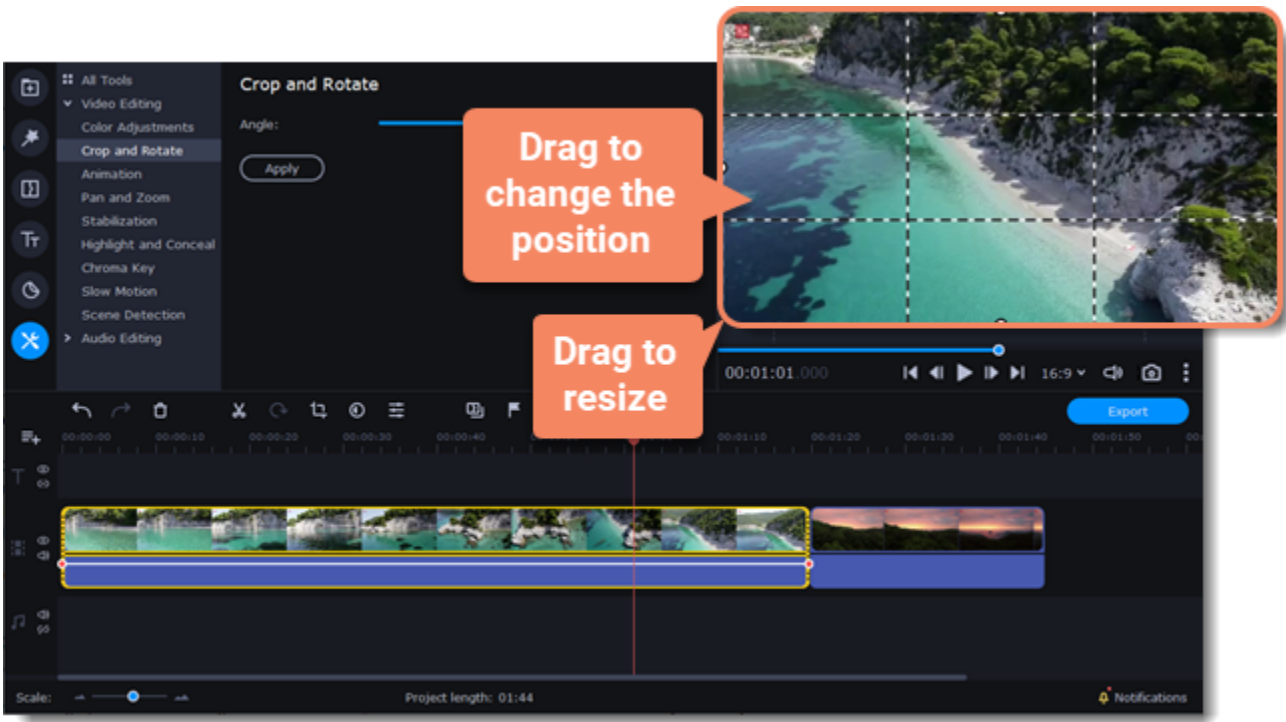 All Tools
Video Editing
Color Adjustments
Crop and Rotate
Animation
Pan and Zoom
Stabilization
Highlight and Conceal
Chroma Key
Slow Motion
Scene Detection
Audio Editing
Crop and Rotate
Angle:
Apply
Drag to
change the
position
Drag to
resize
00:01:01.000
16:9
Export
00:00:00 00:00:10 00:00:20 00:00:30 00:00:40 00:01:10 00:01:20 00:01:30 00:01:40 00:01:50
Scale:
Project length: 01:44
Notifications